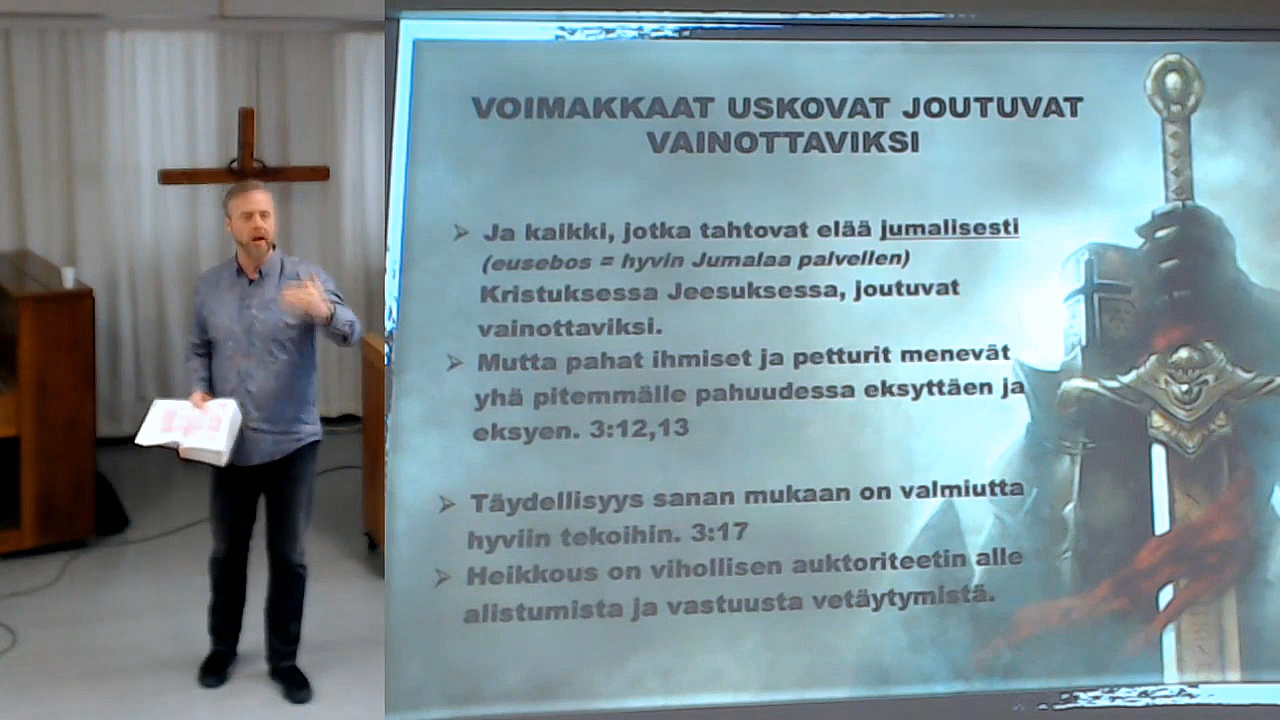 VOIMAKKAAT USKOVAT JOUTUVAT
VAINOTTAVIKSI
➢ Ja kaikki, jotka tahtovat elää jumalisesti
(eusebos = hyvin Jumalaa palvellen)
Kristuksessa Jeesuksessa, joutuvat
vainottaviksi.
➢ Mutta pahat ihmiset ja petturit menevät
yhä pitemmälle pahuudessa eksyttäen ja
eksyen. 3:12,13
➢ Täydellisyys sanan mukaan on valmiutta
hyviin tekoihin. 3:17
➢ Heikkous on vihollisen auktoriteetin alle
alistumista ja vastuusta vetäytymistä.